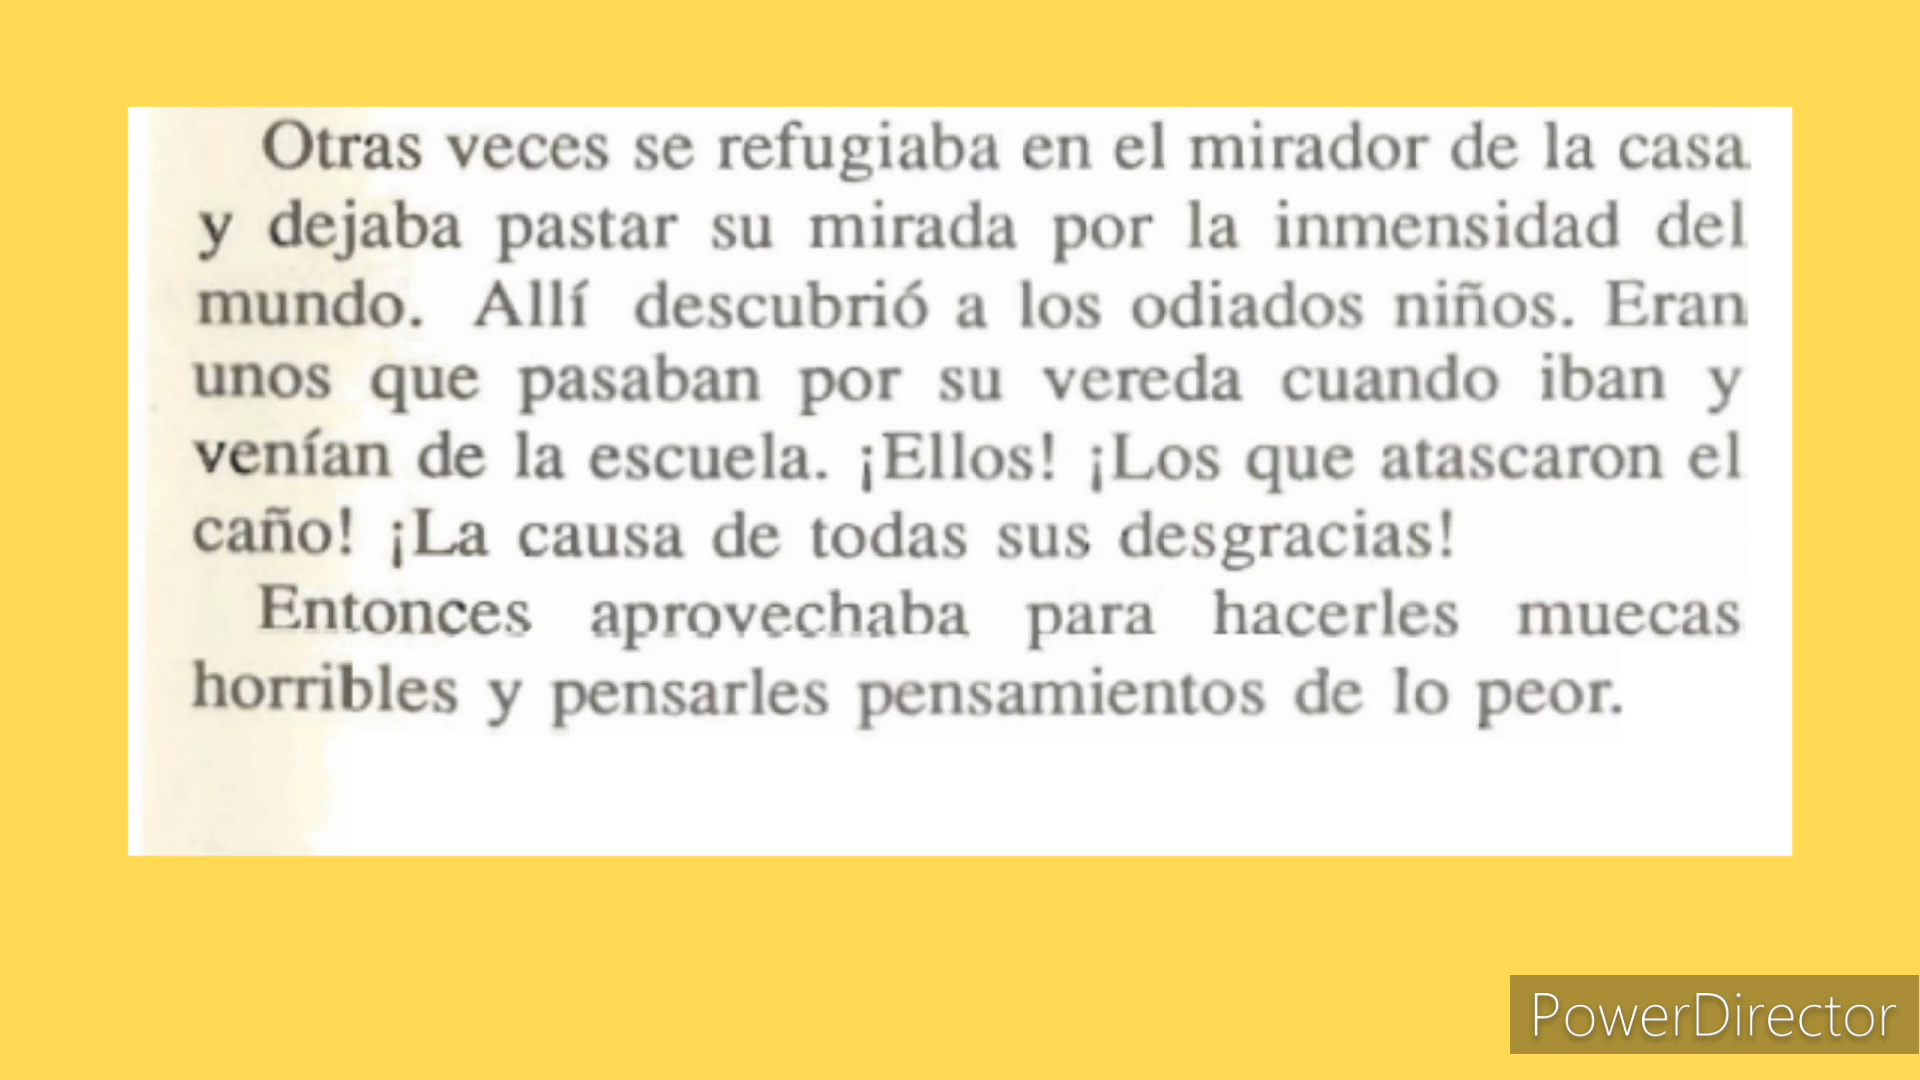 Otras veces se refugiaba en el mirador de la casa
y dejaba pastar su mirada por la inmensidad del
mundo. Allí descubrió a los odiados niños. Eran
unos que pasaban por su vereda cuando iban y
venían de la escuela. ¡Ellos! ¡Los que atascaron el
caño! ¡La causa de todas sus desgracias!
Entonces aprovechaba para hacerles muecas
horribles y pensarles pensamientos de lo peor.
PowerDirector